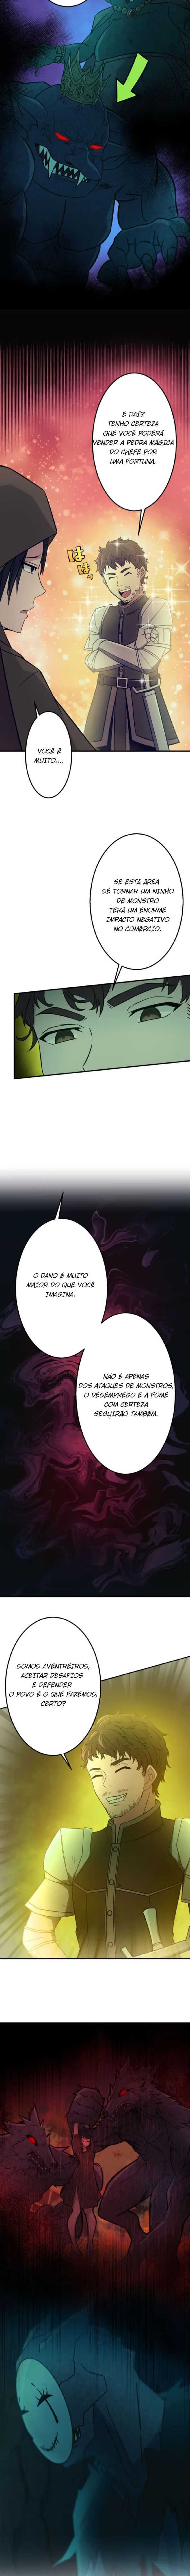 E DAÍ?
TENHO CERTEZA
QUE VOCÊ PODERÁ
VENDER A PEDRA MÁGICA
DO CHEFE POR
UMA FORTUNA.
は
は
VOCÊ É
MUITO....
SE ESTÁ ÁREA
SE TORNAR UM NINHO
DE MONSTRO
TERÁ UM ENORME
IMPACTO NEGATIVO
NO COMÉRCIO.
O DANO É MUITO
MAIOR DO QUE VOCÊ
IMAGINA.
NÃO É APENAS
DOS ATAQUES DE MONSTROS,
O DESEMPREGO E A FOME
COM CERTEZA
SEGUIRÃO TAMBÉM.
SOMOS AVENTREIROS,
ACEITAR DESAFIOS
E DEFENDER
O POVO É O QUE FAZEMOS,
CERTO?